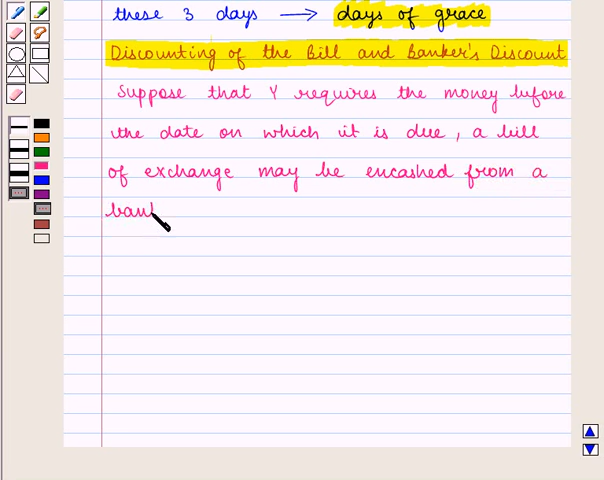 these 3 days → days of grace
Discounting of the Bill and Banker's Discount
Suppose that Y requires the money before
the date on which it is due, a bill
of exchange may be encashed from a